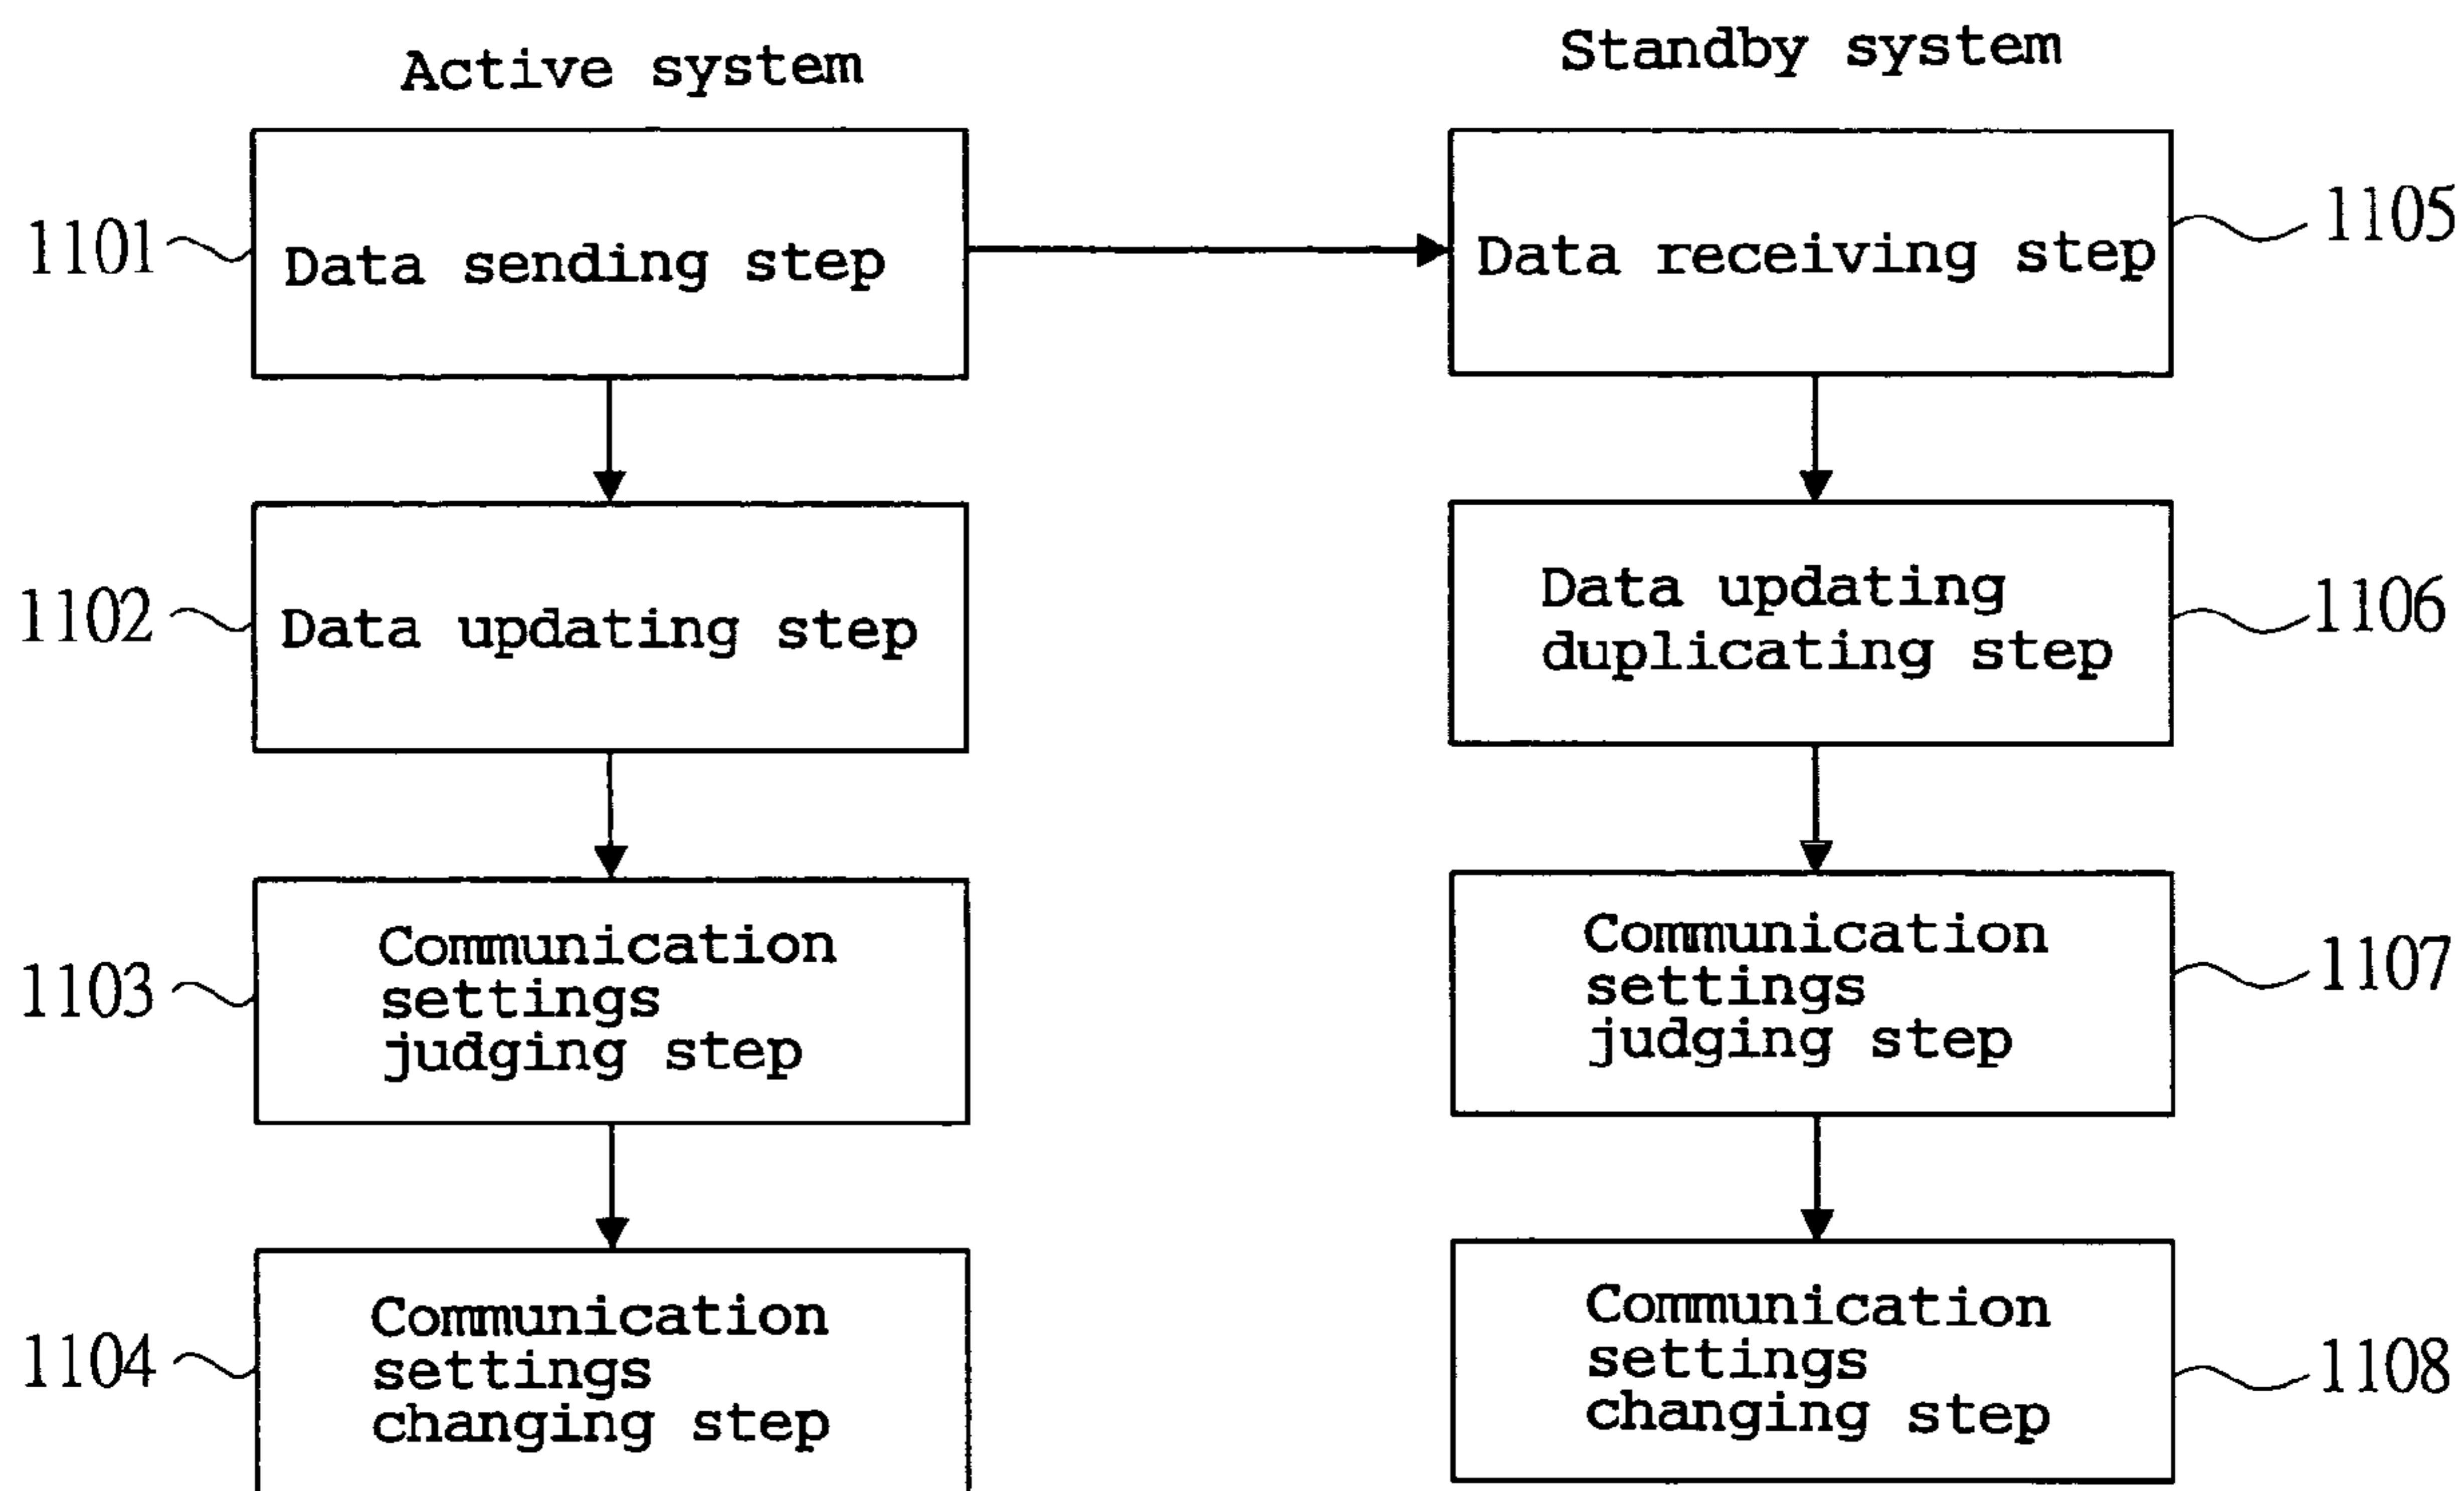 Active system
1101
Data sending step
1102
Data updating step
1103
Communication
settings
judging step
1104
Communication
settings
changing step
Standby system
Data receiving step
1105
Data updating
duplicating step
1106
Communication
settings
judging step
1107
Communication
settings
changing step
1108